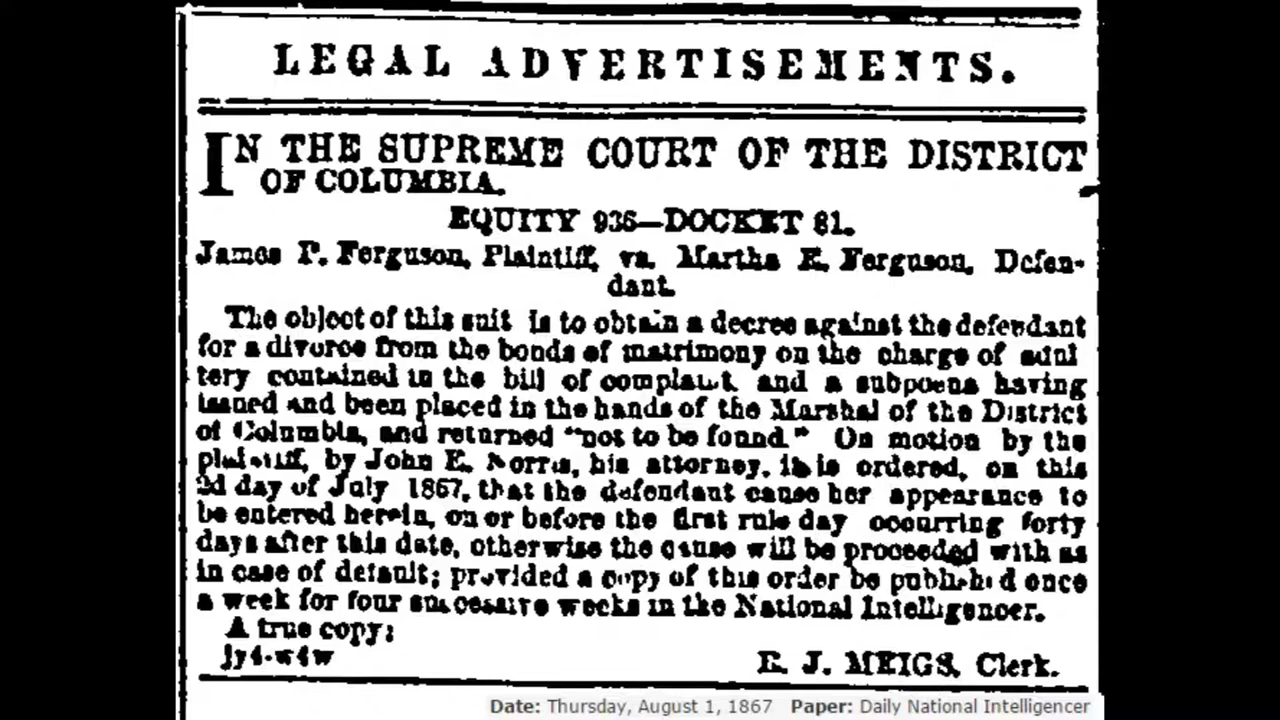 LEGAL ADVERTISEMENTS.
IN THE SUPREME COURT OF THE DISTRICT
OF COLUMBIA.
EQUITY 936—DOCKET 81.
James P. Ferguson, Plaintiff, vs. Martha E. Ferguson, Defen-
dant.
The object of this suit is to obtain a decree against the defendant
for a divorce from the bonds of matrimony on the charge of adul
tery contained in the bill of complaint and a subpoena having
issued and been placed in the hands of the Marshal of the District
of Columbia, and returned "not to be found." On motion by the
plaintiff, by John E. Norris, his attorney, it is ordered, on this
2d day of July 1867, that the defendant cause her appearance to
be entered herein, on or before the first rule day occurring forty
days after this date, otherwise the cause will be proceeded with as
in case of default; provided a copy of this order be published once
a week for four successive weeks in the National Intelligencer.
A true copy:
jy4-w4w
R. J. MEIGS, Clerk.
Date: Thursday, August 1, 1867 Paper: Daily National Intelligencer